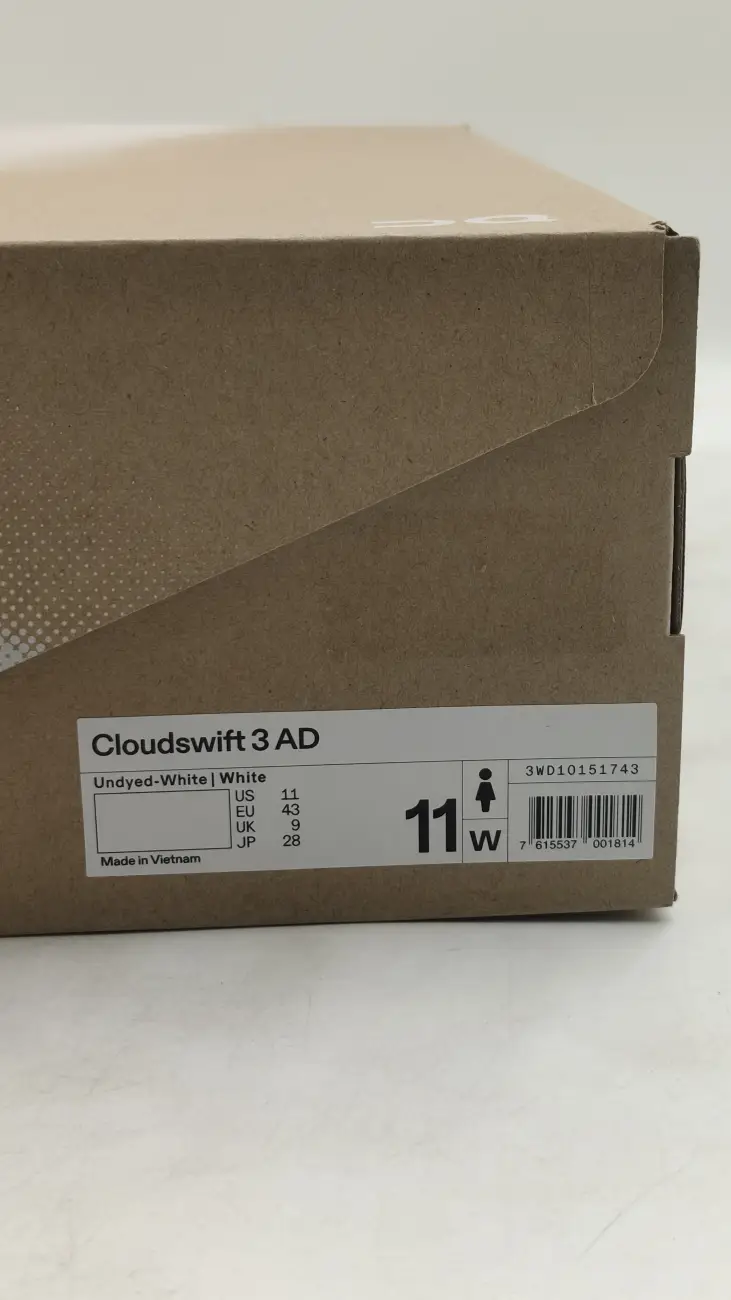 on
Cloudswift 3 AD
Undyed-White | White
US 11
EU 43
UK 9
JP 28
Made in Vietnam
11
W
3WD10151743
7 615537 001814